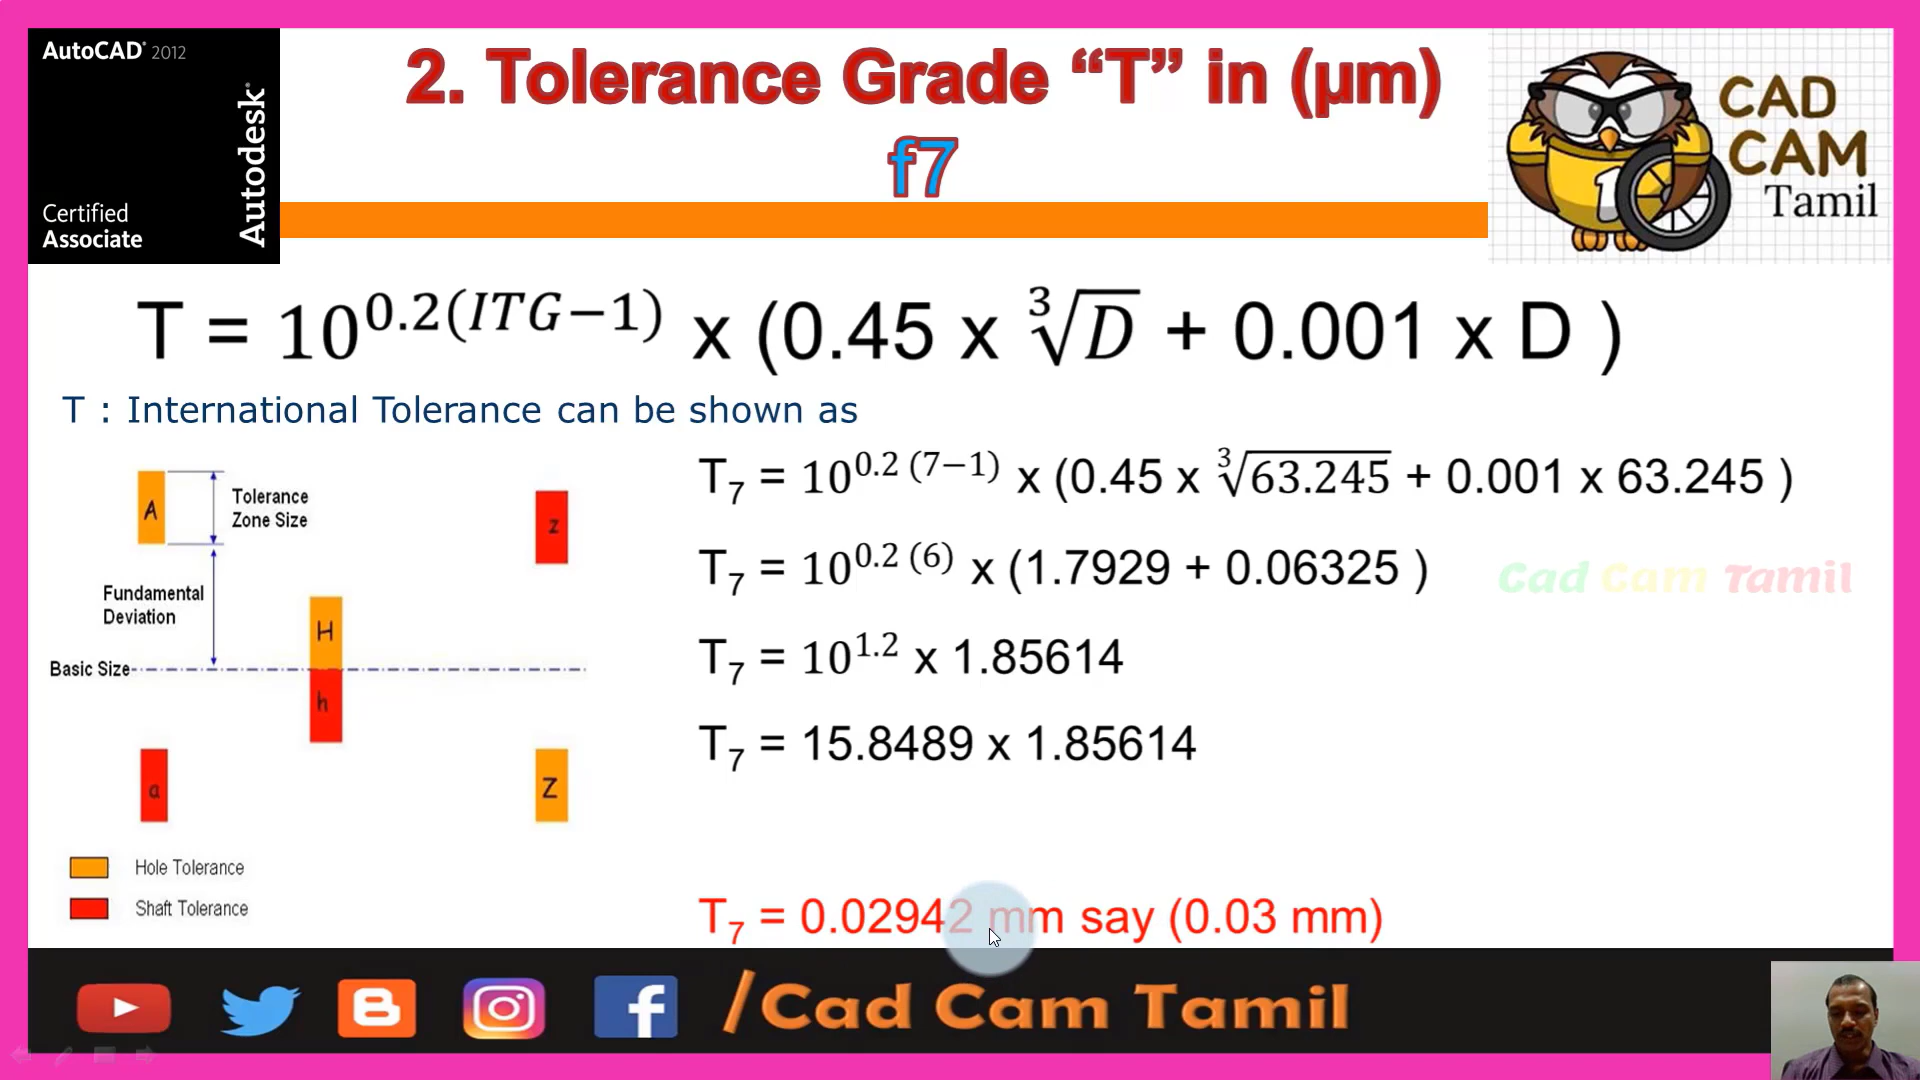 AutoCAD® 2012
Autodesk®
Certified
Associate
2. Tolerance Grade “T” in (µm)
f7
CAD
CAM
Tamil
1
T = 10^0.2(ITG−1) x (0.45 x ∛D + 0.001 x D )
T : International Tolerance can be shown as
A
Tolerance
Zone Size
z
Fundamental
Deviation
H
Basic Size
h
a
Z
Hole Tolerance
Shaft Tolerance
T₇ = 10^0.2 (7−1) x (0.45 x ∛63.245 + 0.001 x 63.245 )
T₇ = 10^0.2 (6) x (1.7929 + 0.06325 )
Cad Cam Tamil
T₇ = 10^1.2 x 1.85614
T₇ = 15.8489 x 1.85614
T₇ = 0.02942 mm say (0.03 mm)
/Cad Cam Tamil